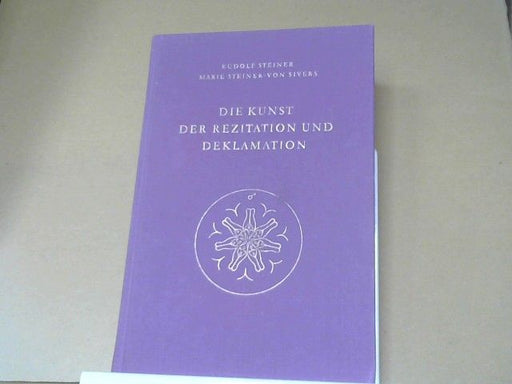 RUDOLF STEINER
MARIE STEINER-VON SIVERS
DIE KUNST
DER REZITATION UND
DEKLAMATION